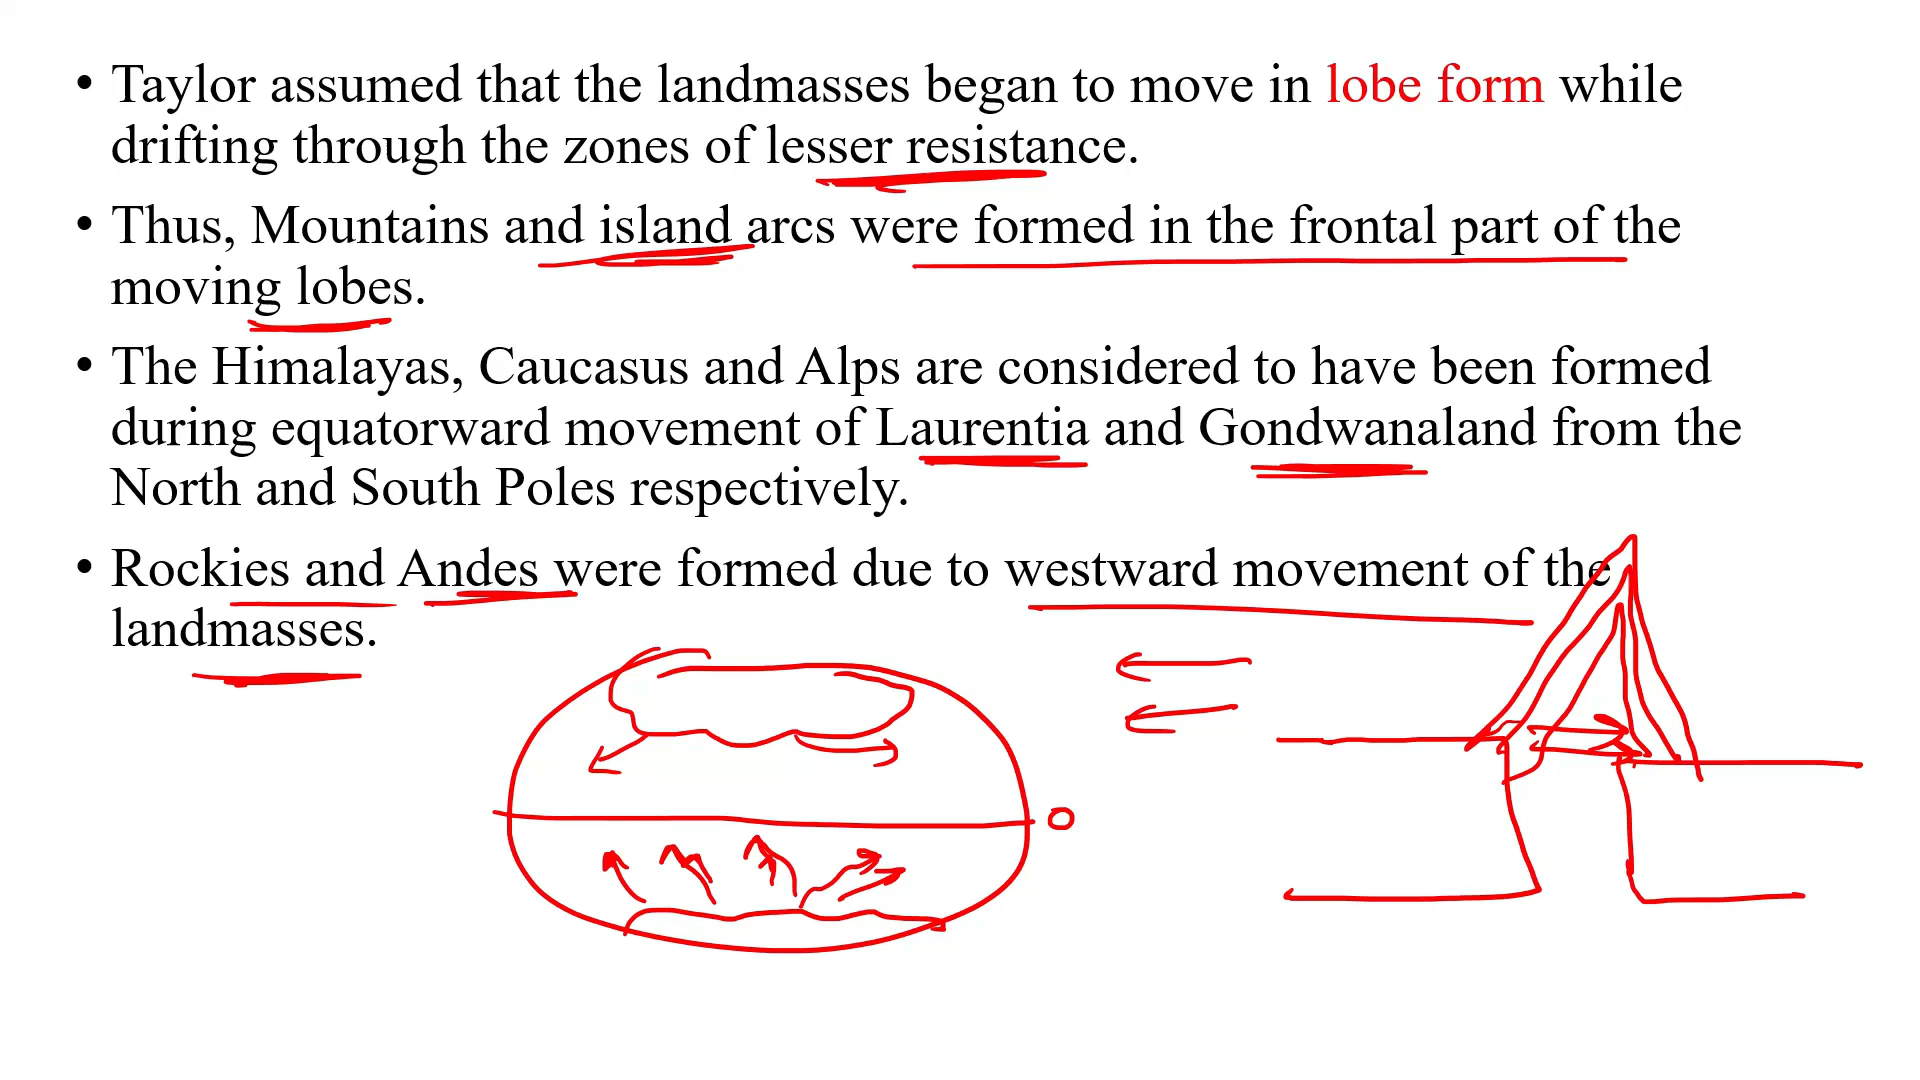 • Taylor assumed that the landmasses began to move in lobe form while
drifting through the zones of lesser resistance.
• Thus, Mountains and island arcs were formed in the frontal part of the
moving lobes.
• The Himalayas, Caucasus and Alps are considered to have been formed
during equatorward movement of Laurentia and Gondwanaland from the
North and South Poles respectively.
• Rockies and Andes were formed due to westward movement of the
landmasses.
0